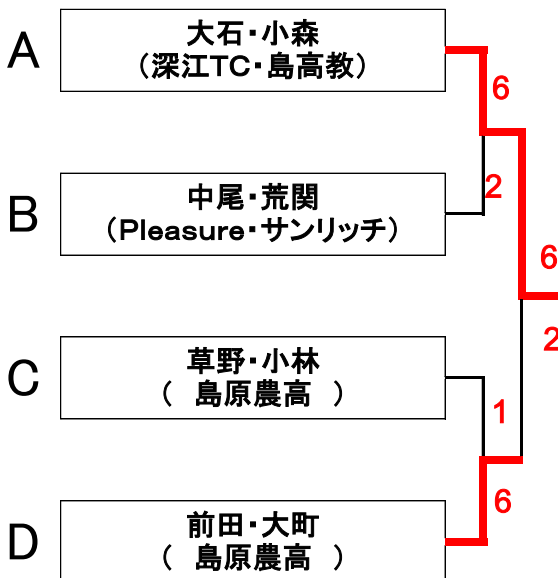 A
大石・小森
(深江TC・島高教)
6
2
B
中尾・荒関
(Pleasure・サンリッチ)
6
2
C
草野・小林
( 島原農高 )
1
6
D
前田・大町
( 島原農高 )